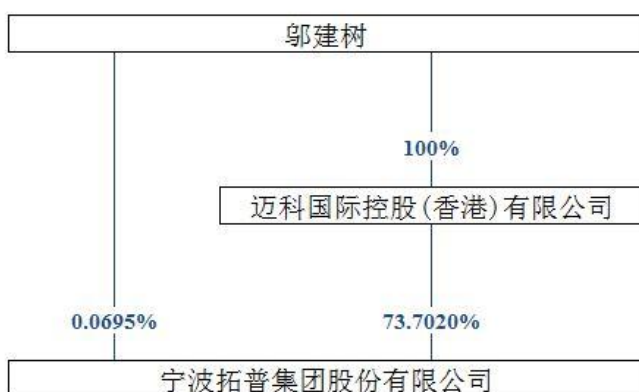 邬建树
100%
迈科国际控股(香港)有限公司
0.0695%
73.7020%
宁波拓普集团股份有限公司